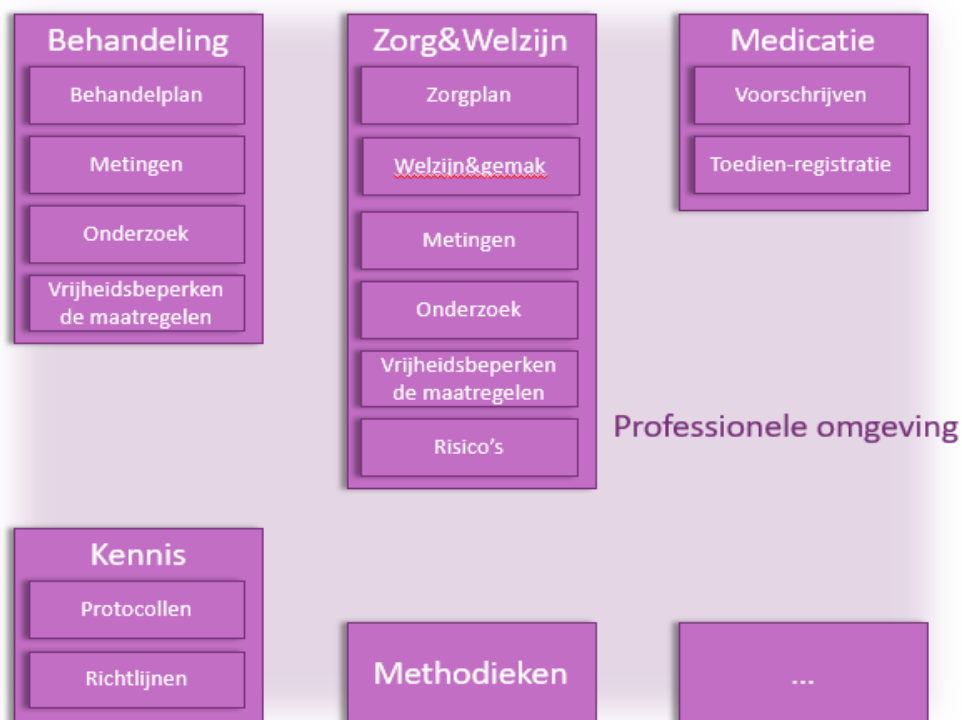 Behandeling
Behandelplan
Metingen
Onderzoek
Vrijheidsbeperken
de maatregelen
Zorg&Welzijn
Zorgplan
Welzijn&gemak
Metingen
Onderzoek
Vrijheidsbeperken
de maatregelen
Risico's
Medicatie
Voorschrijven
Toedien-registratie
Professionele omgeving
Kennis
Protocollen
Richtlijnen
Methodieken
...